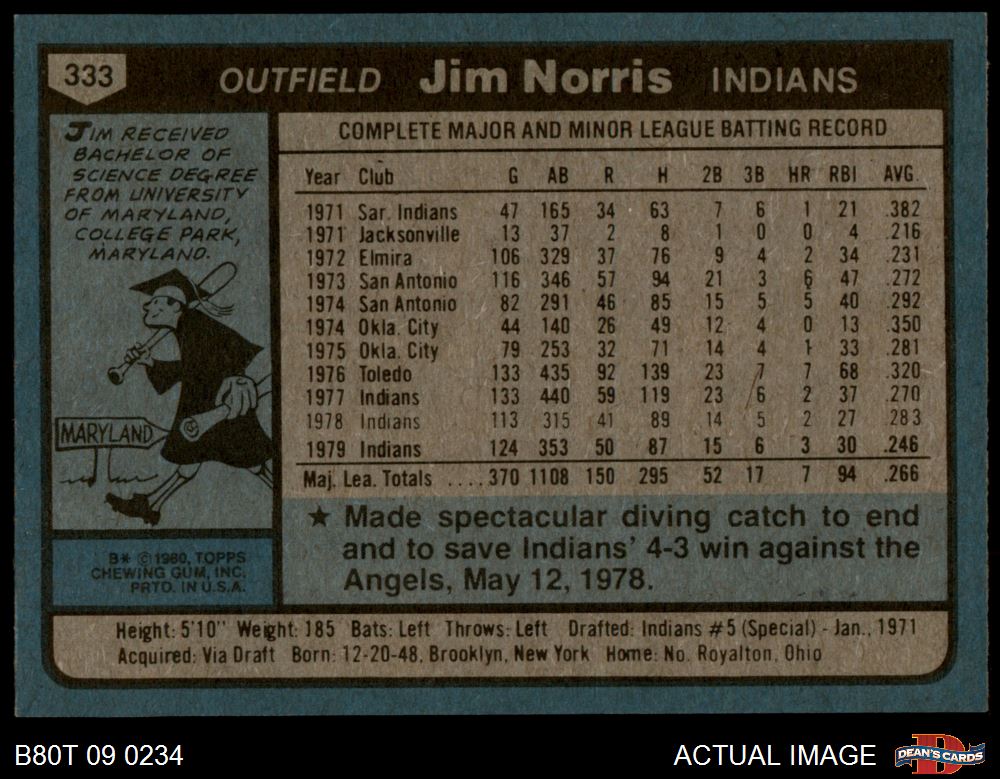 333 OUTFIELD Jim Norris INDIANS
JIM RECEIVED
BACHELOR OF
SCIENCE DEGREE
FROM UNIVERSITY
OF MARYLAND,
COLLEGE PARK,
MARYLAND.
MARYLAND
B* © 1980, TOPPS
CHEWING GUM, INC.
PRTD. IN U.S.A.
COMPLETE MAJOR AND MINOR LEAGUE BATTING RECORD
Year Club G AB R H 2B 3B HR RBI AVG.
1971 Sar. Indians 47 165 34 63 7 6 1 21 .382
1971 Jacksonville 13 37 2 8 1 0 0 4 .216
1972 Elmira 106 329 37 76 9 4 2 34 .231
1973 San Antonio 116 346 57 94 21 3 6 47 .272
1974 San Antonio 82 291 46 85 15 5 5 40 .292
1974 Okla. City 44 140 26 49 12 4 0 13 .350
1975 Okla. City 79 253 32 71 14 4 1 33 .281
1976 Toledo 133 435 92 139 23 7 7 68 .320
1977 Indians 133 440 59 119 23 6 2 37 .270
1978 Indians 113 315 41 89 14 5 2 27 .283
1979 Indians 124 353 50 87 15 6 3 30 .246
Maj. Lea. Totals ....370 1108 150 295 52 17 7 94 .266
★ Made spectacular diving catch to end
and to save Indians' 4-3 win against the
Angels, May 12, 1978.
Height: 5'10" Weight: 185 Bats: Left Throws: Left Drafted: Indians #5 (Special) - Jan., 1971
Acquired: Via Draft Born: 12-20-48, Brooklyn, New York Home: No. Royalton, Ohio
B80T 09 0234 ACTUAL IMAGE DEAN'S CARDS